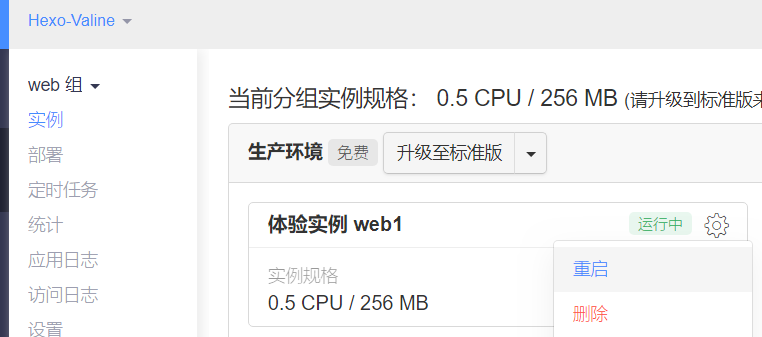 Hexo-Valine
web 组
实例
部署
定时任务
统计
应用日志
访问日志
设置
当前分组实例规格： 0.5 CPU / 256 MB (请升级到标准版来
生产环境 免费 升级至标准版
体验实例 web1 运行中
实例规格
0.5 CPU / 256 MB
重启
删除